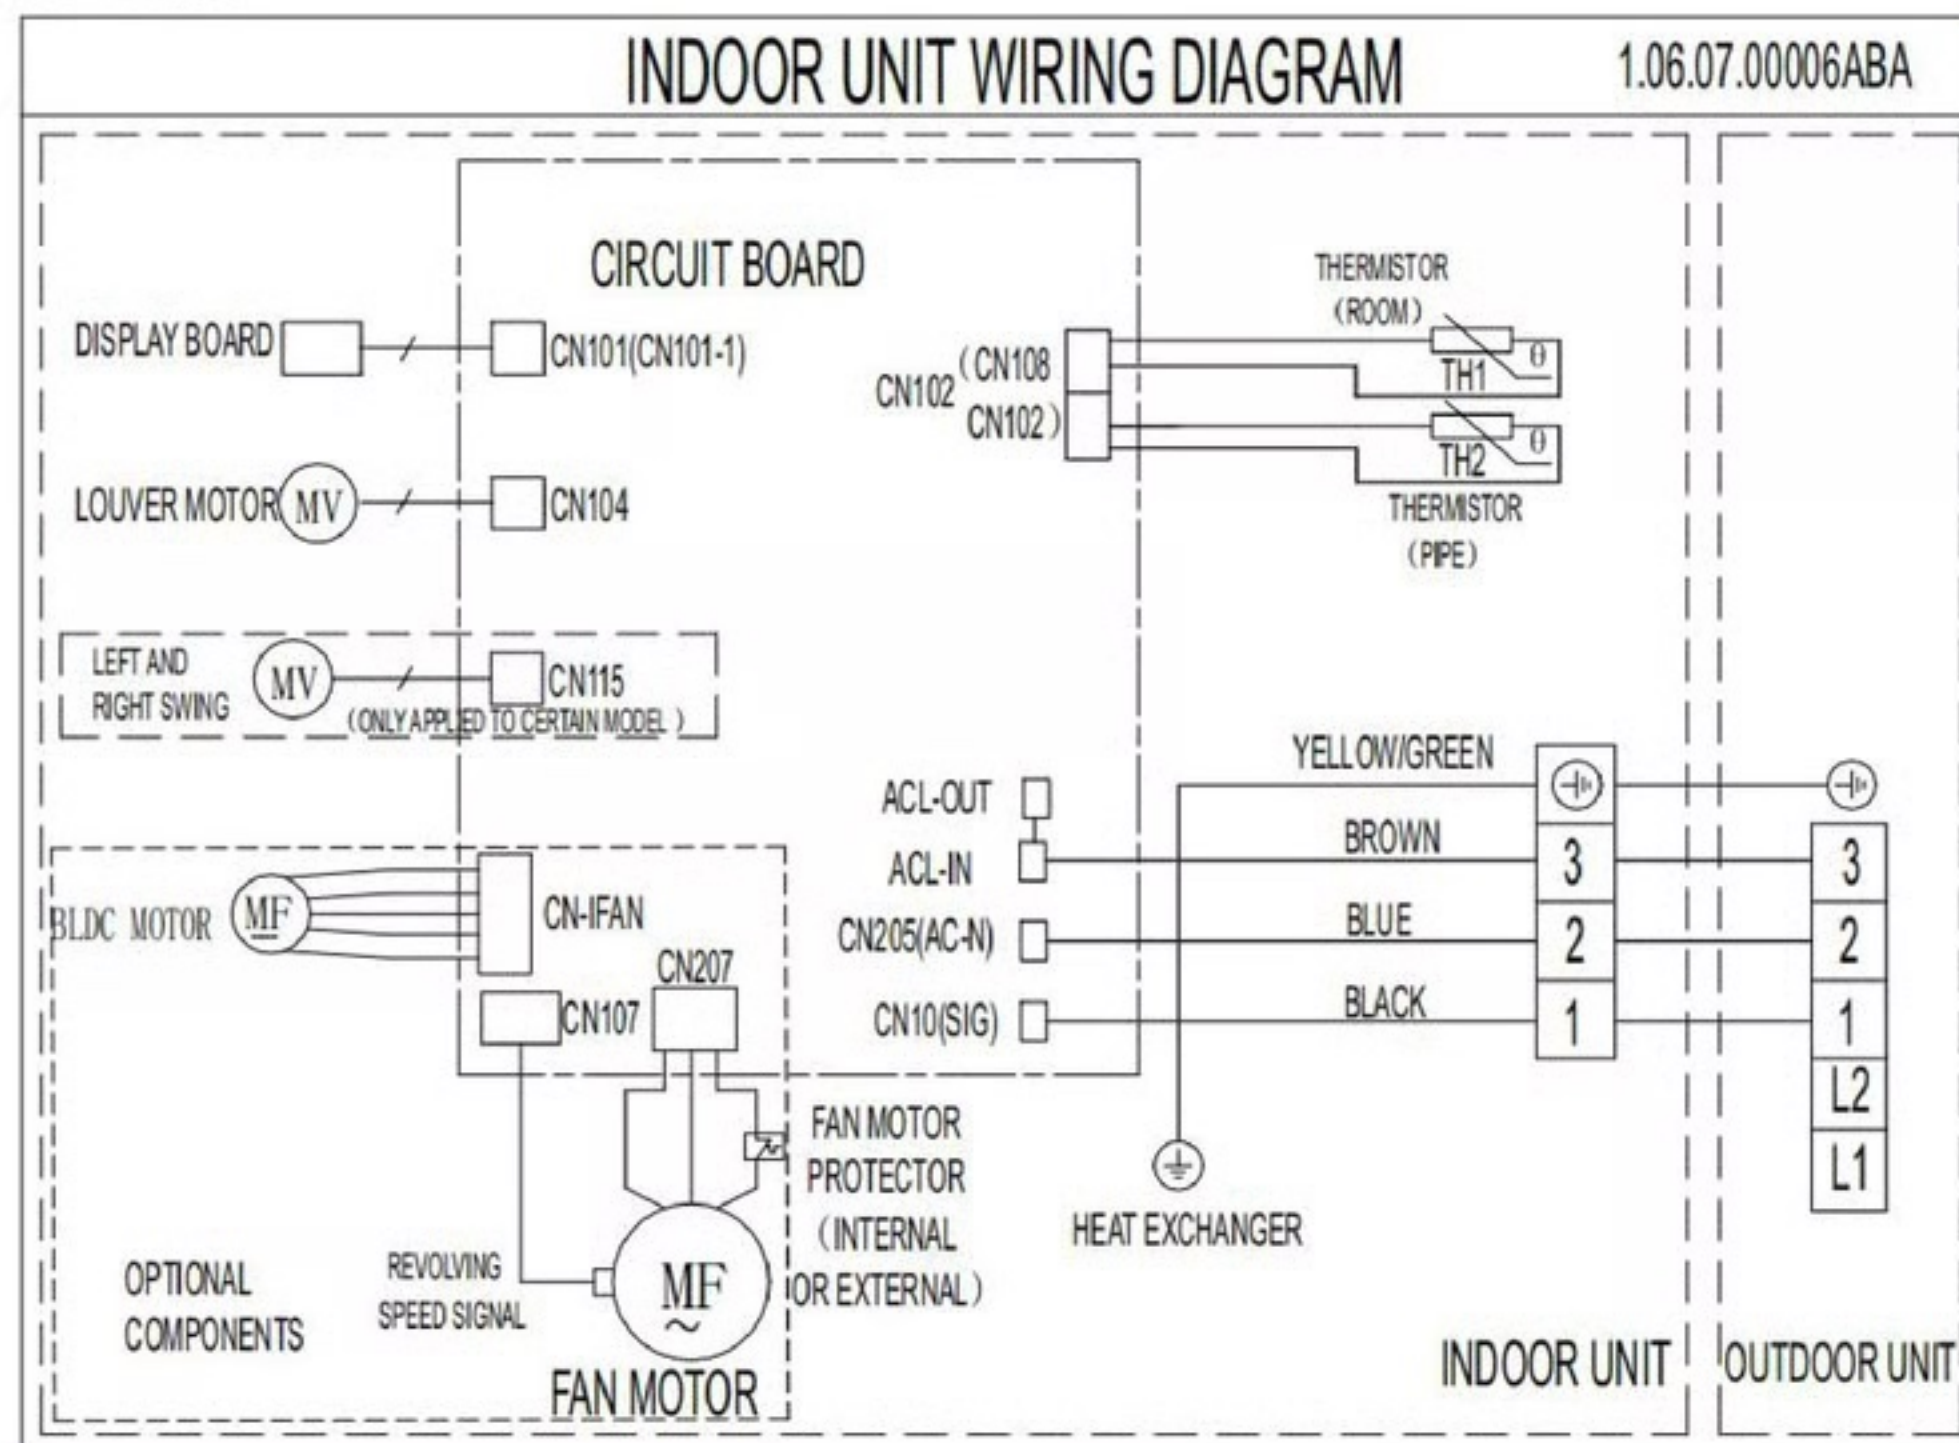 INDOOR UNIT WIRING DIAGRAM
1.06.07.00006ABA
CIRCUIT BOARD
DISPLAY BOARD
CN101(CN101-1)
LOUVER MOTOR
MV
CN104
LEFT AND
RIGHT SWING
MV
CN115
(ONLY APPLIED TO CERTAIN MODEL)
CN102
(CN108
CN102)
THERMISTOR
(ROOM)
TH1
θ
TH2
θ
THERMISTOR
(PIPE)
ACL-OUT
ACL-IN
CN205(AC-N)
CN10(SIG)
YELLOW/GREEN
BROWN
BLUE
BLACK
3
2
1
3
2
1
L2
L1
HEAT EXCHANGER
BLDC MOTOR
MF
CN-IFAN
CN207
CN107
FAN MOTOR
PROTECTOR
(INTERNAL
OR EXTERNAL)
OPTIONAL
COMPONENTS
REVOLVING
SPEED SIGNAL
MF
~
FAN MOTOR
INDOOR UNIT
OUTDOOR UNIT